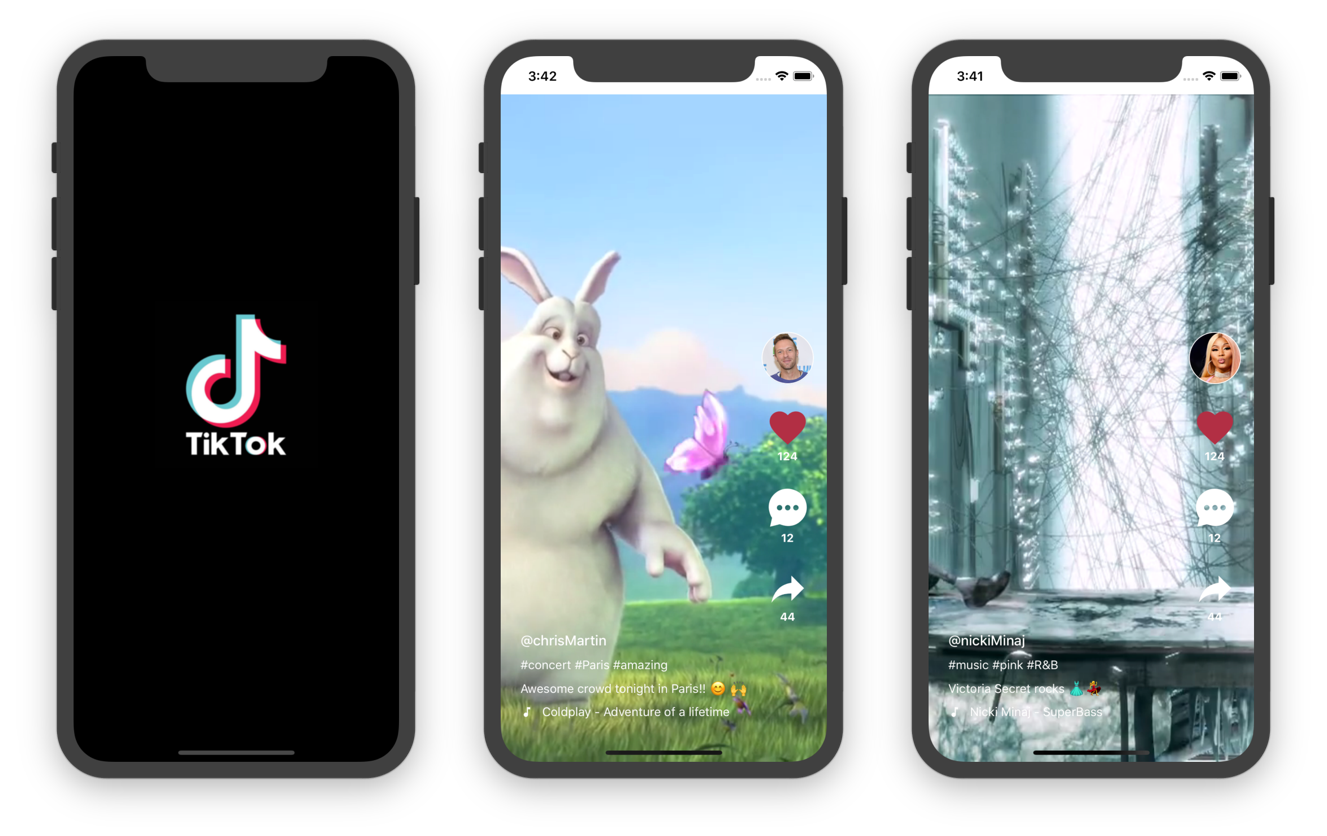 TikTok
3:42
124
12
44
@chrisMartin
#concert #Paris #amazing
Awesome crowd tonight in Paris!! 😊 🙌
Coldplay - Adventure of a lifetime
3:41
124
12
44
@nickiMinaj
#music #pink #R&B
Victoria Secret rocks 👗 💃
Nicki Minaj - SuperBass